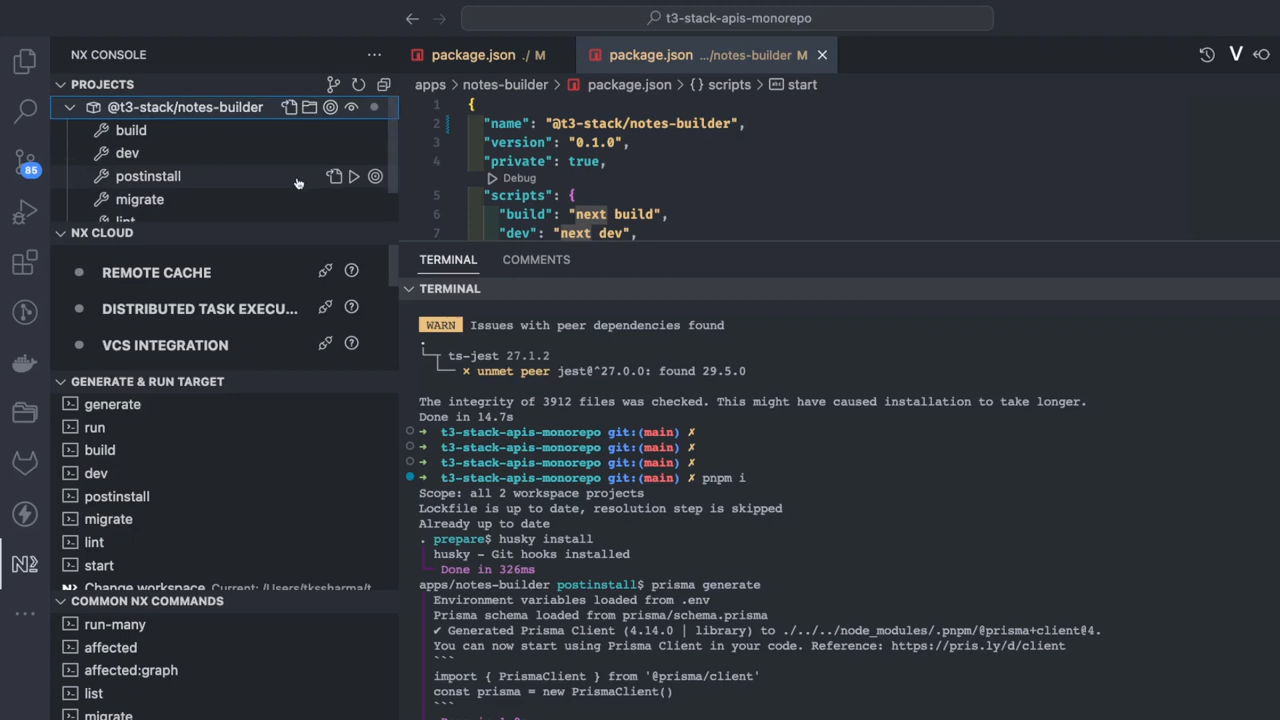 t3-stack-apis-monorepo
NX CONSOLE
package.json ./ M
package.json .../notes-builder M
PROJECTS
apps > notes-builder > package.json > {} scripts > start
@t3-stack/notes-builder
build
dev
postinstall
migrate
lint
85
1 {
2 "name": "@t3-stack/notes-builder",
3 "version": "0.1.0",
4 "private": true,
Debug
5 "scripts": {
6 "build": "next build",
7 "dev": "next dev",
NX CLOUD
REMOTE CACHE
DISTRIBUTED TASK EXECU...
VCS INTEGRATION
GENERATE & RUN TARGET
generate
run
build
dev
postinstall
migrate
lint
start
Change workspace Current: /Users/tkssharma/t
COMMON NX COMMANDS
run-many
affected
affected:graph
list
migrate
TERMINAL
COMMENTS
TERMINAL
WARN Issues with peer dependencies found
.
└─┬ ts-jest 27.1.2
└── × unmet peer jest@^27.0.0: found 29.5.0
The integrity of 3912 files was checked. This might have caused installation to take longer.
Done in 14.7s
➜ t3-stack-apis-monorepo git:(main) ✗
➜ t3-stack-apis-monorepo git:(main) ✗
➜ t3-stack-apis-monorepo git:(main) ✗
➜ t3-stack-apis-monorepo git:(main) ✗ pnpm i
Scope: all 2 workspace projects
Lockfile is up to date, resolution step is skipped
Already up to date
. prepare$ husky install
husky - Git hooks installed
Done in 326ms
apps/notes-builder postinstall$ prisma generate
Environment variables loaded from .env
Prisma schema loaded from prisma/schema.prisma
✔ Generated Prisma Client (4.14.0 | library) to ./../../node_modules/.pnpm/@prisma+client@4.
You can now start using Prisma Client in your code. Reference: https://pris.ly/d/client
```
import { PrismaClient } from '@prisma/client'
const prisma = new PrismaClient()
```